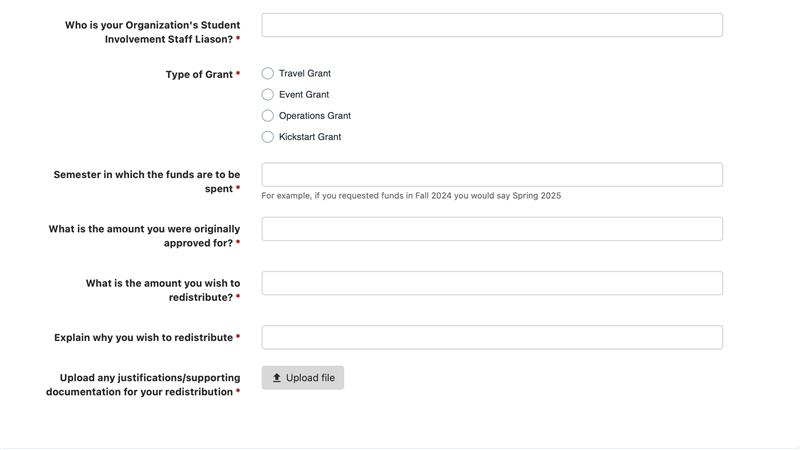 Who is your Organization's Student
Involvement Staff Liason? *
Type of Grant *
Travel Grant
Event Grant
Operations Grant
Kickstart Grant
Semester in which the funds are to be
spent *
For example, if you requested funds in Fall 2024 you would say Spring 2025
What is the amount you were originally
approved for? *
What is the amount you wish to
redistribute? *
Explain why you wish to redistribute *
Upload any justifications/supporting
documentation for your redistribution *
Upload file